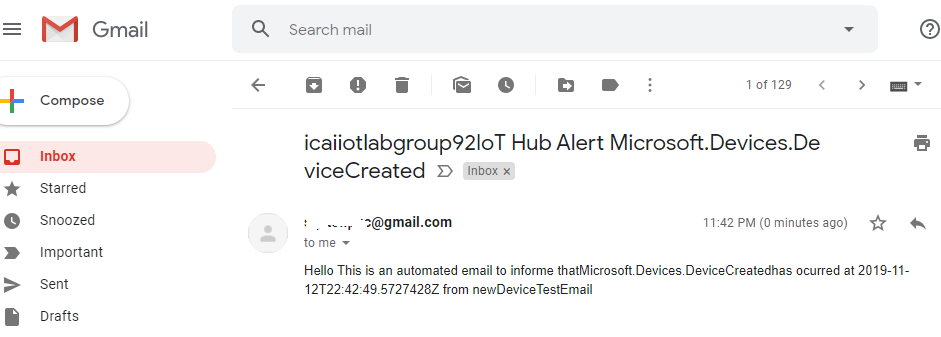 Gmail
Search mail
Compose
1 of 129
icaiiotlabgroup92IoT Hub Alert Microsoft.Devices.De
viceCreated Inbox ×
Inbox
Starred
Snoozed
Important
Sent
Drafts
@gmail.com 11:42 PM (0 minutes ago)
to me
Hello This is an automated email to informe thatMicrosoft.Devices.DeviceCreatedhas ocurred at 2019-11-
12T22:42:49.5727428Z from newDeviceTestEmail